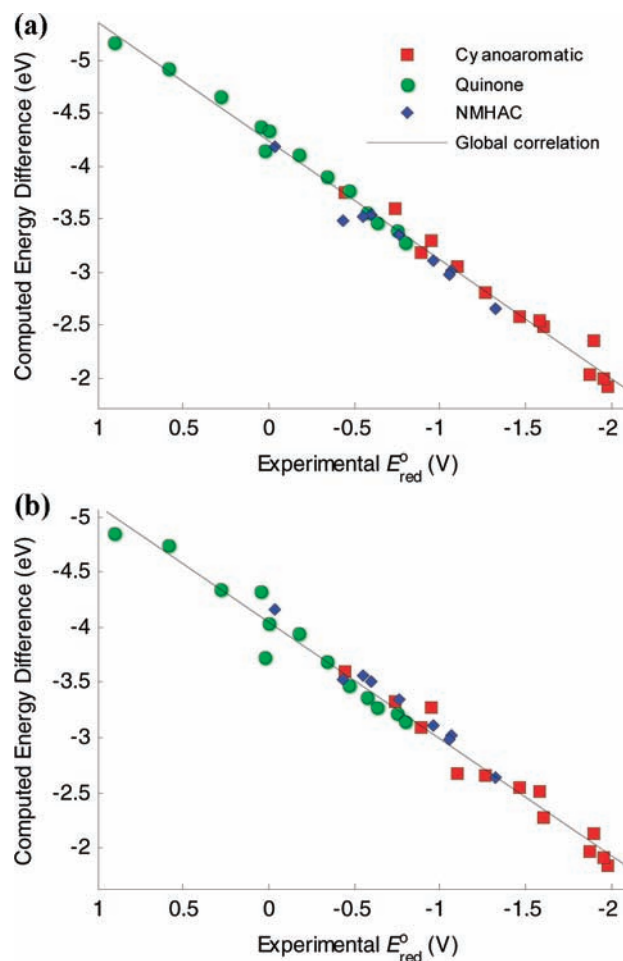 (a)
Computed Energy Difference (eV)
-5
-4.5
-4
-3.5
-3
-2.5
-2
Cyanoaromatic
Quinone
NMHAC
Global correlation
1 0.5 0 -0.5 -1 -1.5 -2
Experimental E°red (V)
(b)
Computed Energy Difference (eV)
-5
-4.5
-4
-3.5
-3
-2.5
-2
1 0.5 0 -0.5 -1 -1.5 -2
Experimental E°red (V)